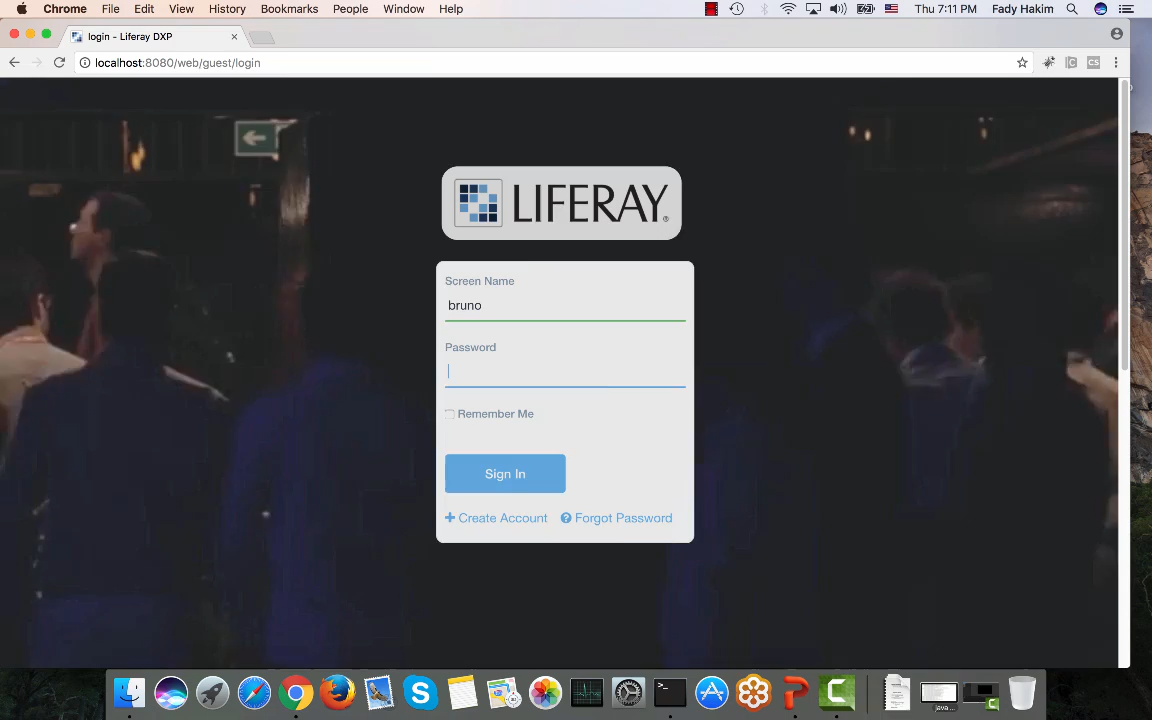 Chrome File Edit View History Bookmarks People Window Help Thu 7:11 PM Fady Hakim
login - Liferay DXP
localhost:8080/web/guest/login
LIFERAY®
Screen Name
bruno
Password
Remember Me
Sign In
Create Account Forgot Password